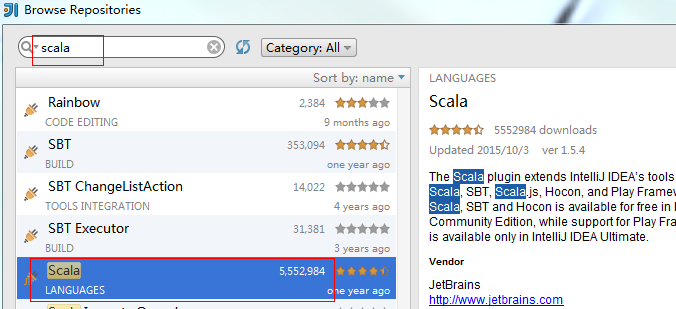 Browse Repositories
scala
Category: All
Sort by: name
Rainbow 2,384
CODE EDITING 9 months ago
SBT 353,094
BUILD one year ago
SBT ChangeListAction 14,022
TOOLS INTEGRATION 4 years ago
SBT Executor 31,381
BUILD 3 years ago
Scala 5,552,984
LANGUAGES one year ago
LANGUAGES
Scala
5552984 downloads
Updated 2015/10/3 ver 1.5.4
The Scala plugin extends IntelliJ IDEA's tools
Scala, SBT, Scala.js, Hocon, and Play Framew
Scala, SBT and Hocon is available for free in I
Community Edition, while support for Play Fra
is available only in IntelliJ IDEA Ultimate.
Vendor
JetBrains
http://www.jetbrains.com